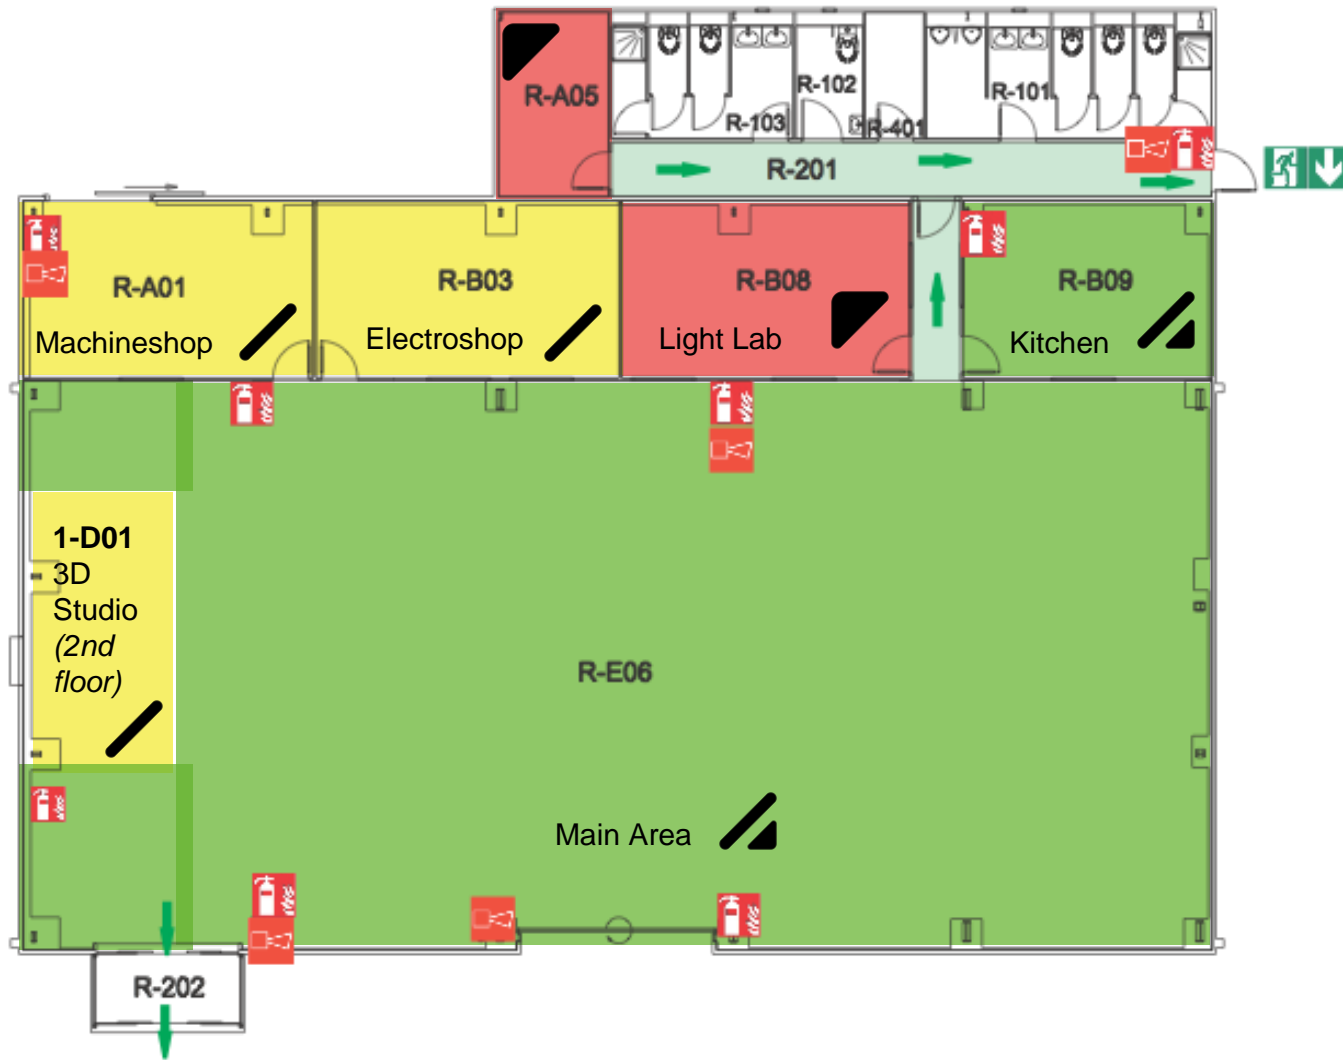 R-A05
R-103
R-102
R-401
R-101
R-201
R-A01
Machineshop
R-B03
Electroshop
R-B08
Light Lab
R-B09
Kitchen
1-D01
3D
Studio
(2nd
floor)
R-E06
Main Area
R-202